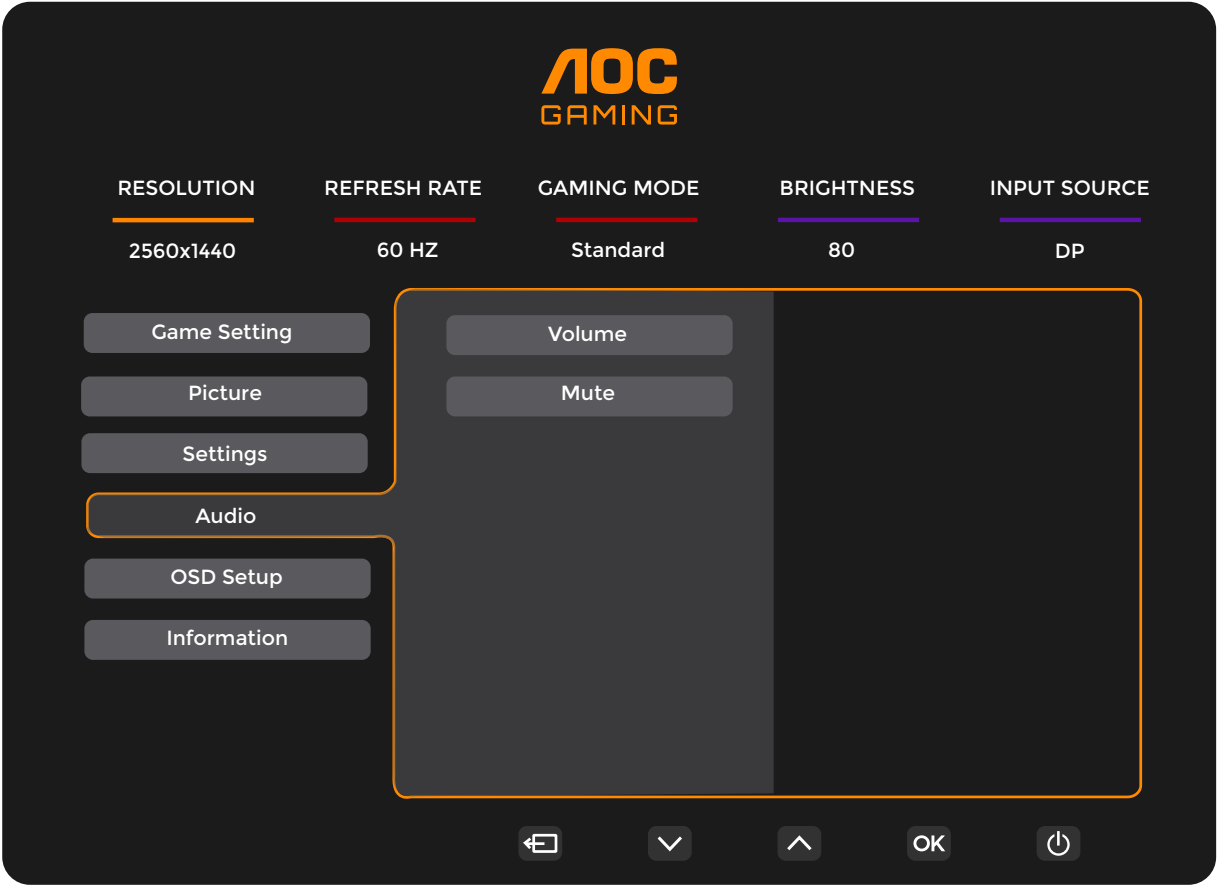 AOC
GAMING
RESOLUTION REFRESH RATE GAMING MODE BRIGHTNESS INPUT SOURCE
2560x1440 60 HZ Standard 80 DP
Game Setting Volume
Picture Mute
Settings
Audio
OSD Setup
Information
OK